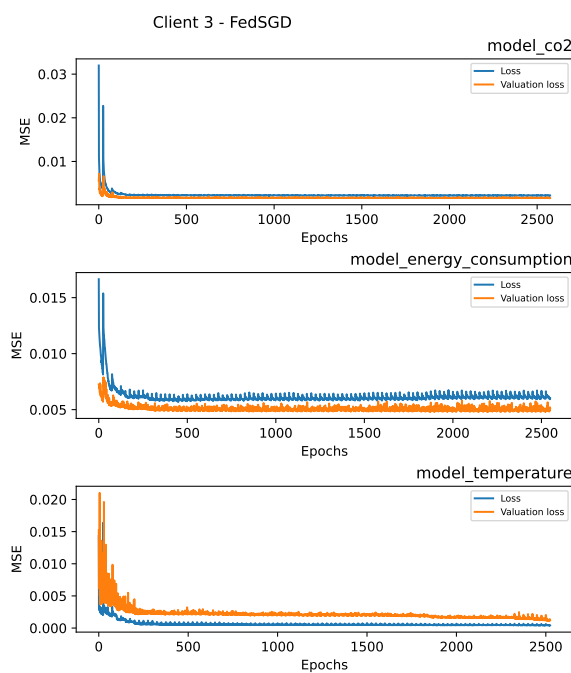 Client 3 - FedSGD
model_co2
MSE
0.03
0.02
0.01
Loss
Valuation loss
0
500
1000
1500
2000
2500
Epochs
model_energy_consumption
MSE
0.015
0.010
0.005
Loss
Valuation loss
0
500
1000
1500
2000
2500
Epochs
model_temperature
MSE
0.020
0.015
0.010
0.005
0.000
Loss
Valuation loss
0
500
1000
1500
2000
2500
Epochs